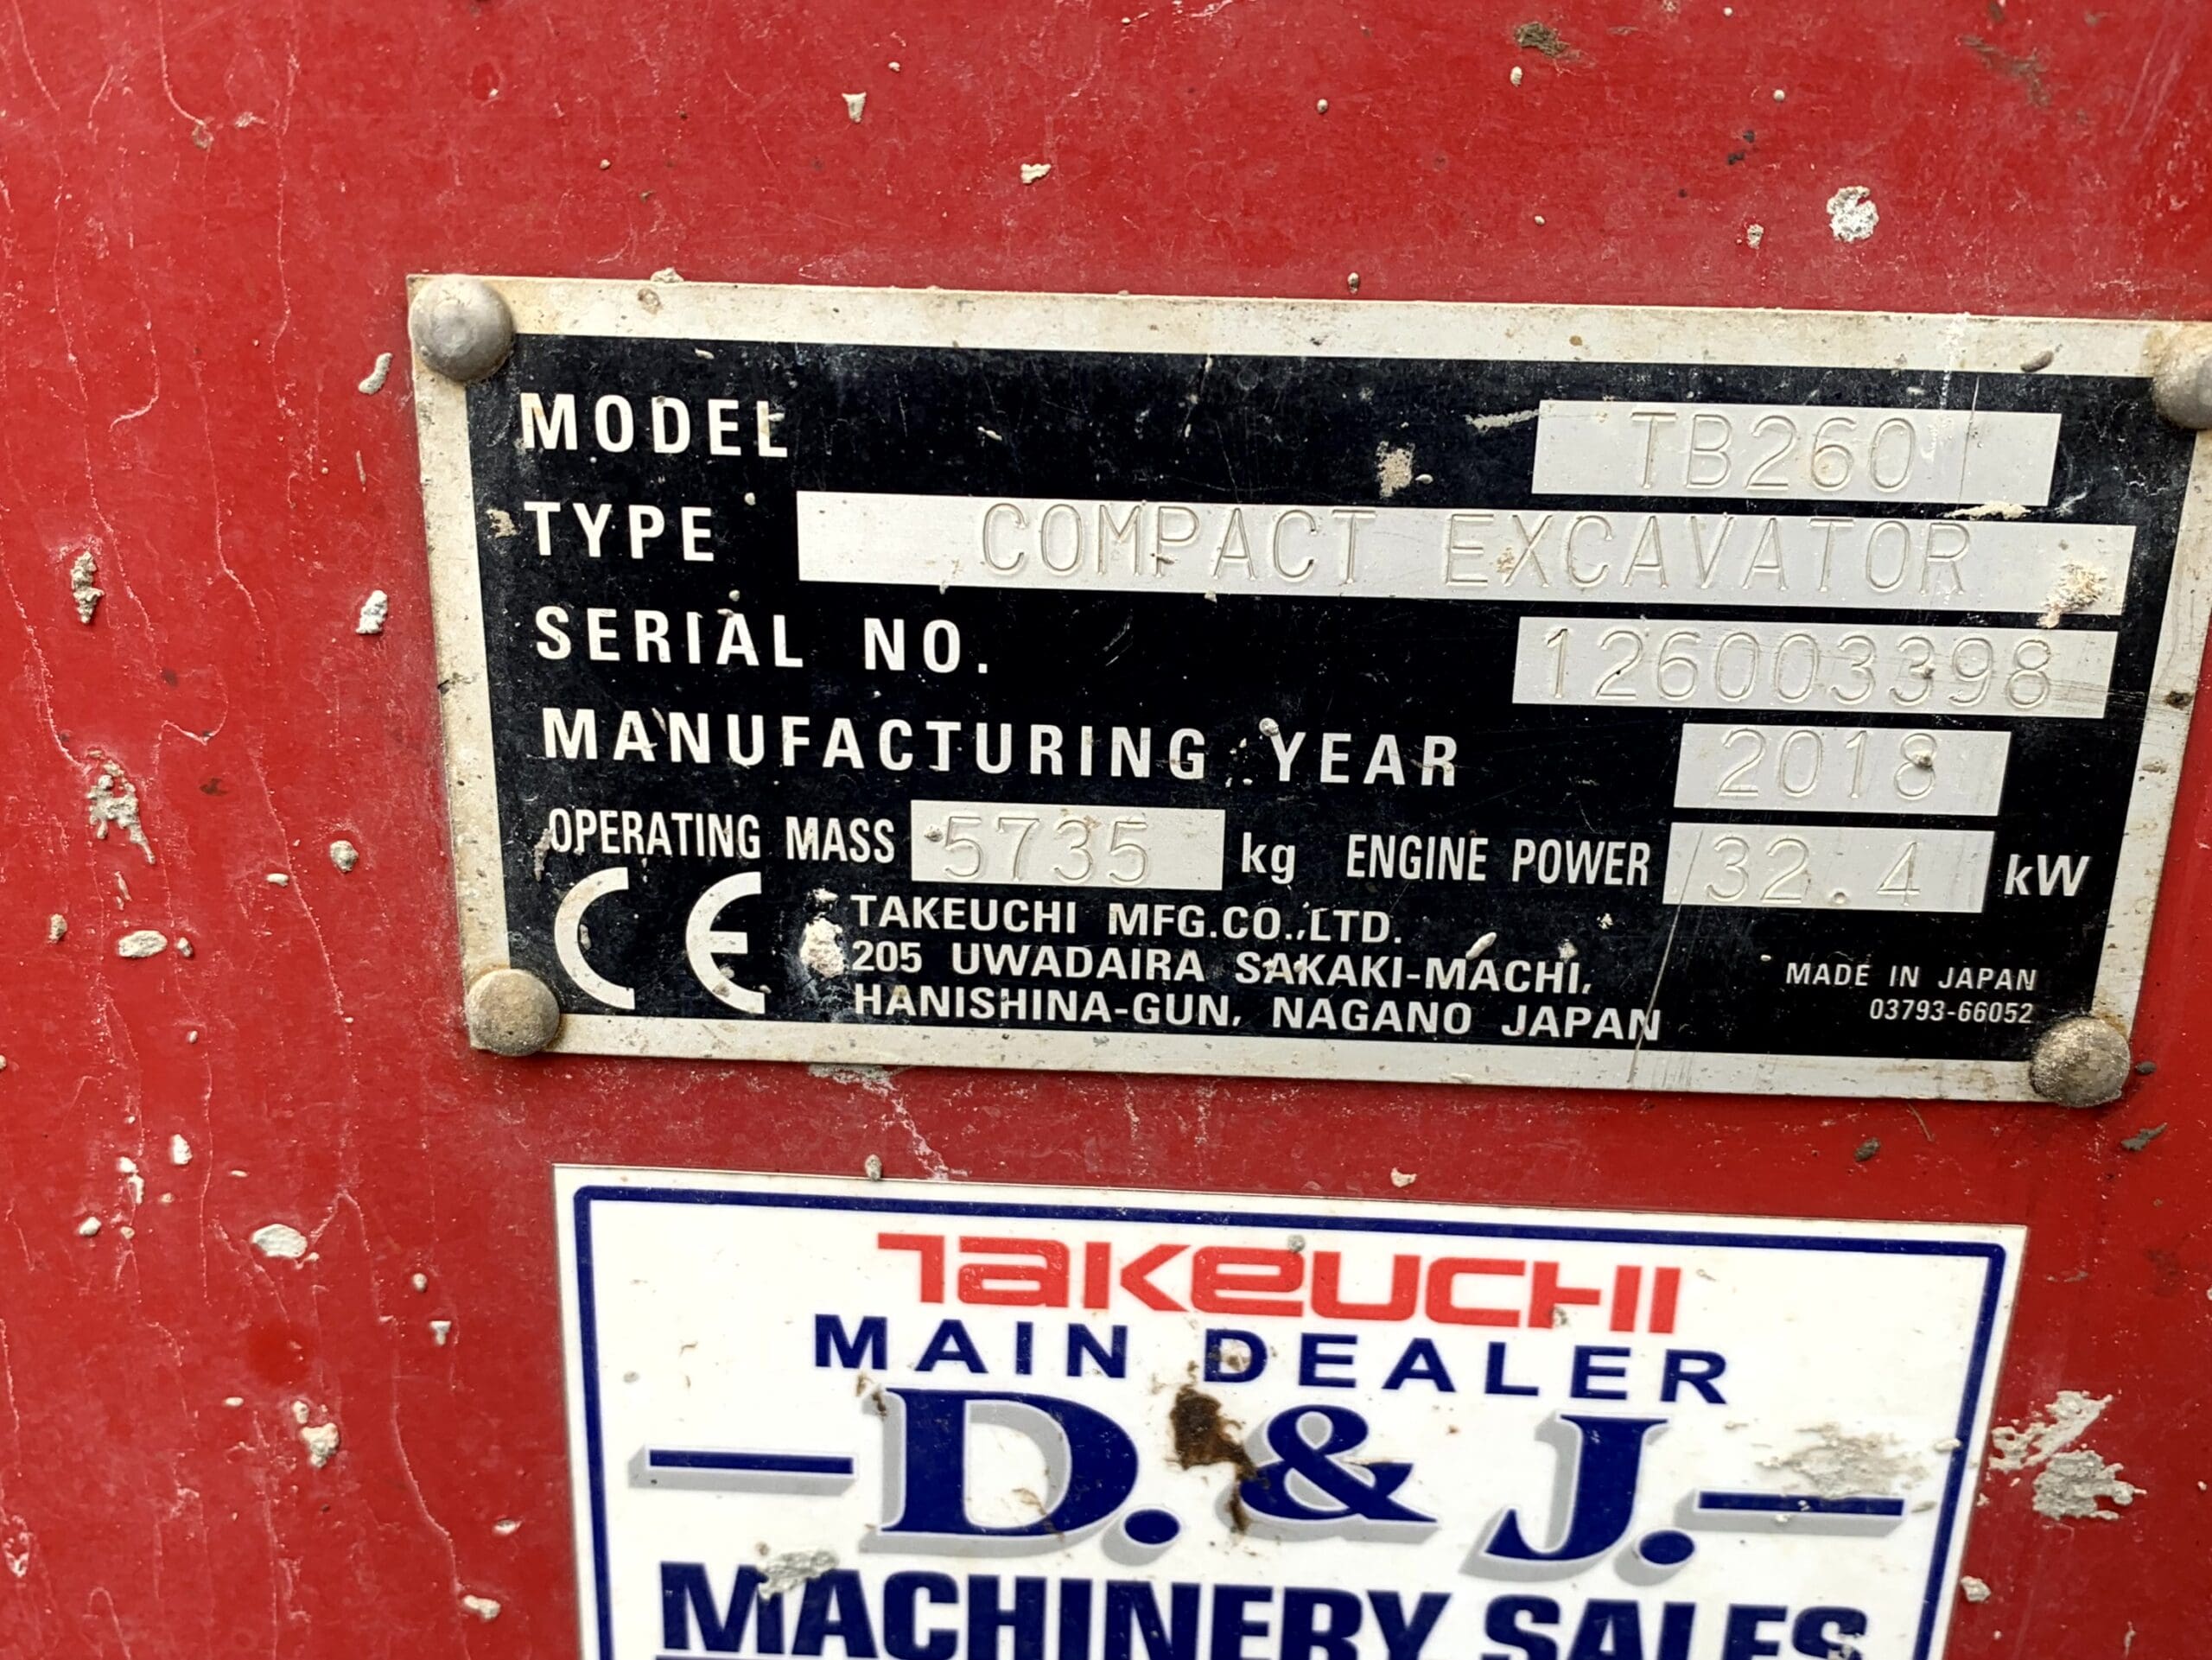 MODEL TB260
TYPE COMPACT EXCAVATOR
SERIAL NO. 126003398
MANUFACTURING YEAR 2018
OPERATING MASS 5735 kg ENGINE POWER 32.4 kW
CE
TAKEUCHI MFG.CO.,LTD.
205 UWADAIRA SAKAKI-MACHI,
HANISHINA-GUN, NAGANO JAPAN
MADE IN JAPAN
03793-66052
TAKEUCHI
MAIN DEALER
D. & J.
MACHINERY SALES